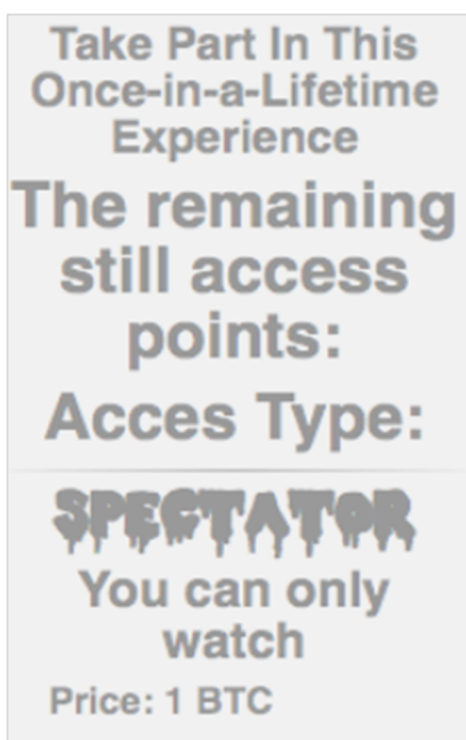 Take Part In This
Once-in-a-Lifetime
Experience
The remaining
still access
points:
Acces Type:
SPECTATOR
You can only
watch
Price: 1 BTC